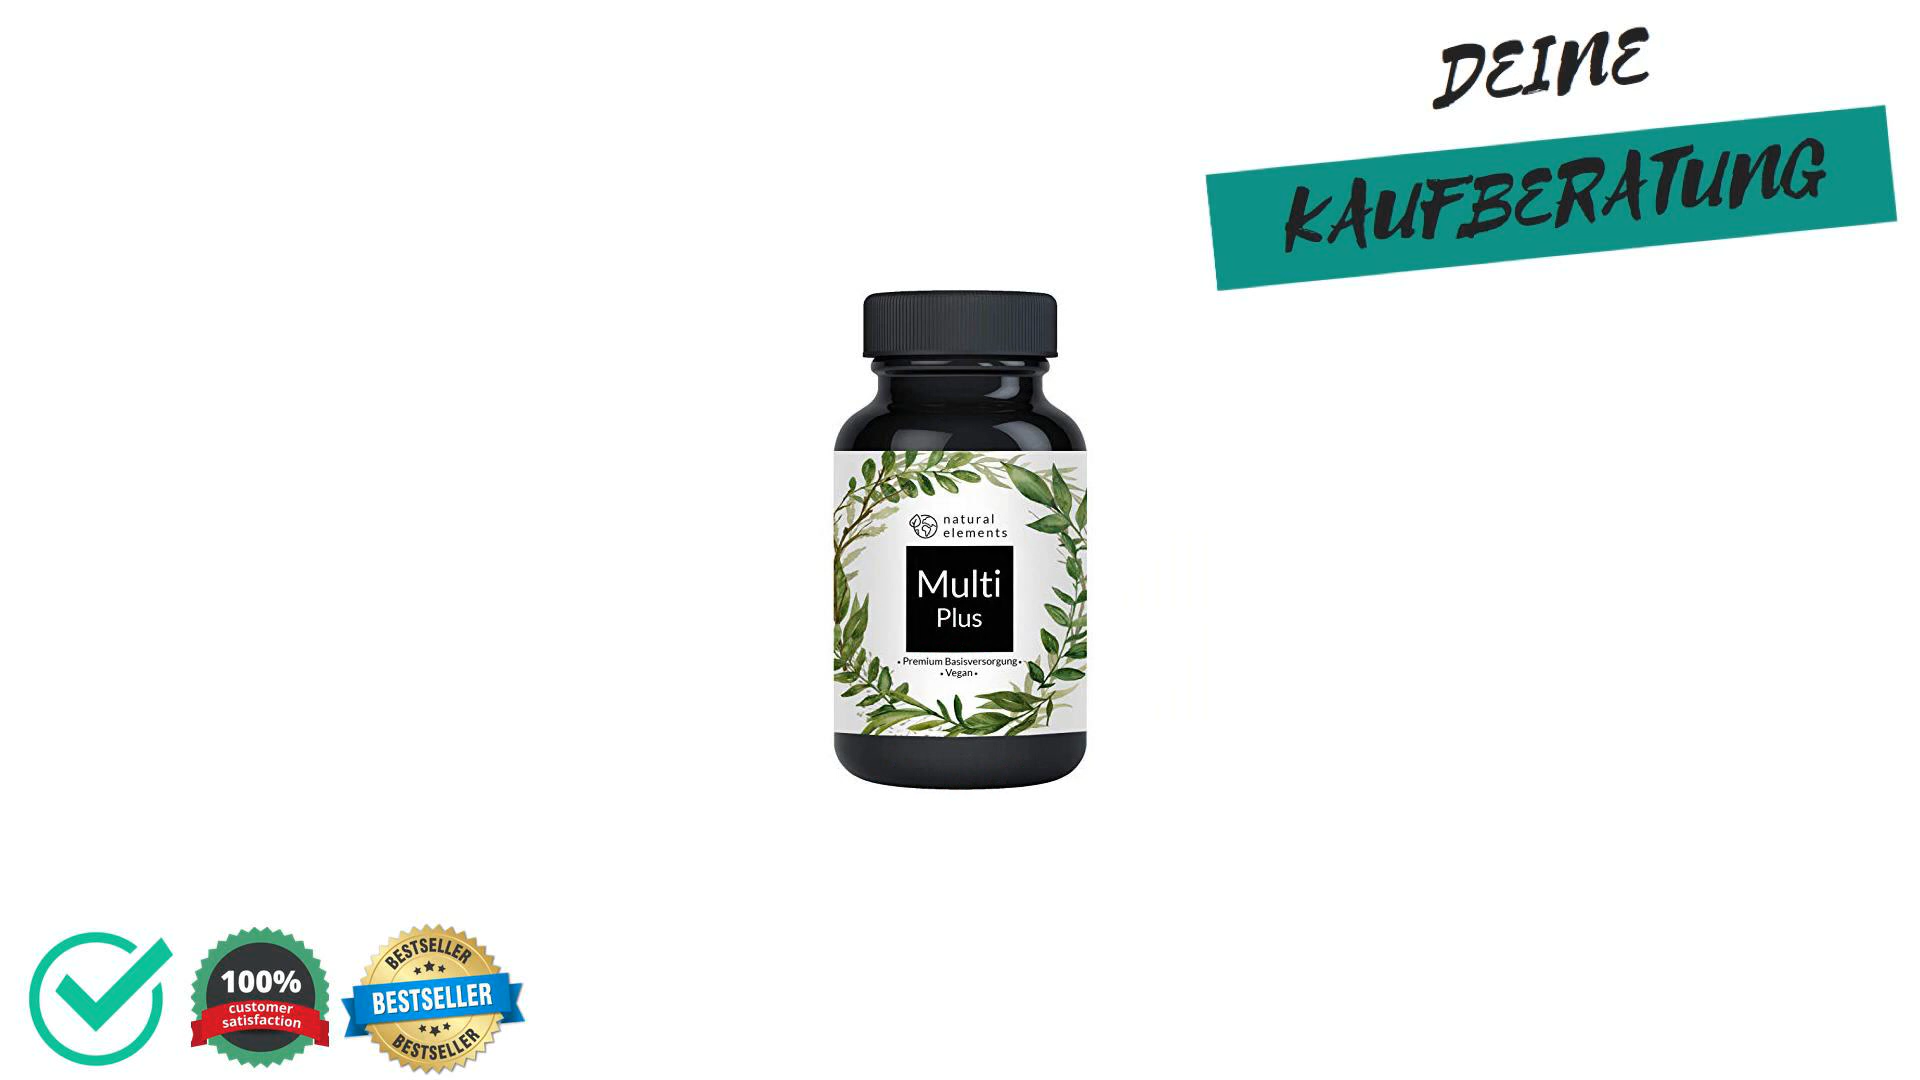 DEINE
KAUFBERATUNG
natural
elements
Multi
Plus
• Premium Basisversorgung •
• Vegan •
100%
customer
satisfaction
BESTSELLER
BESTSELLER
BESTSELLER